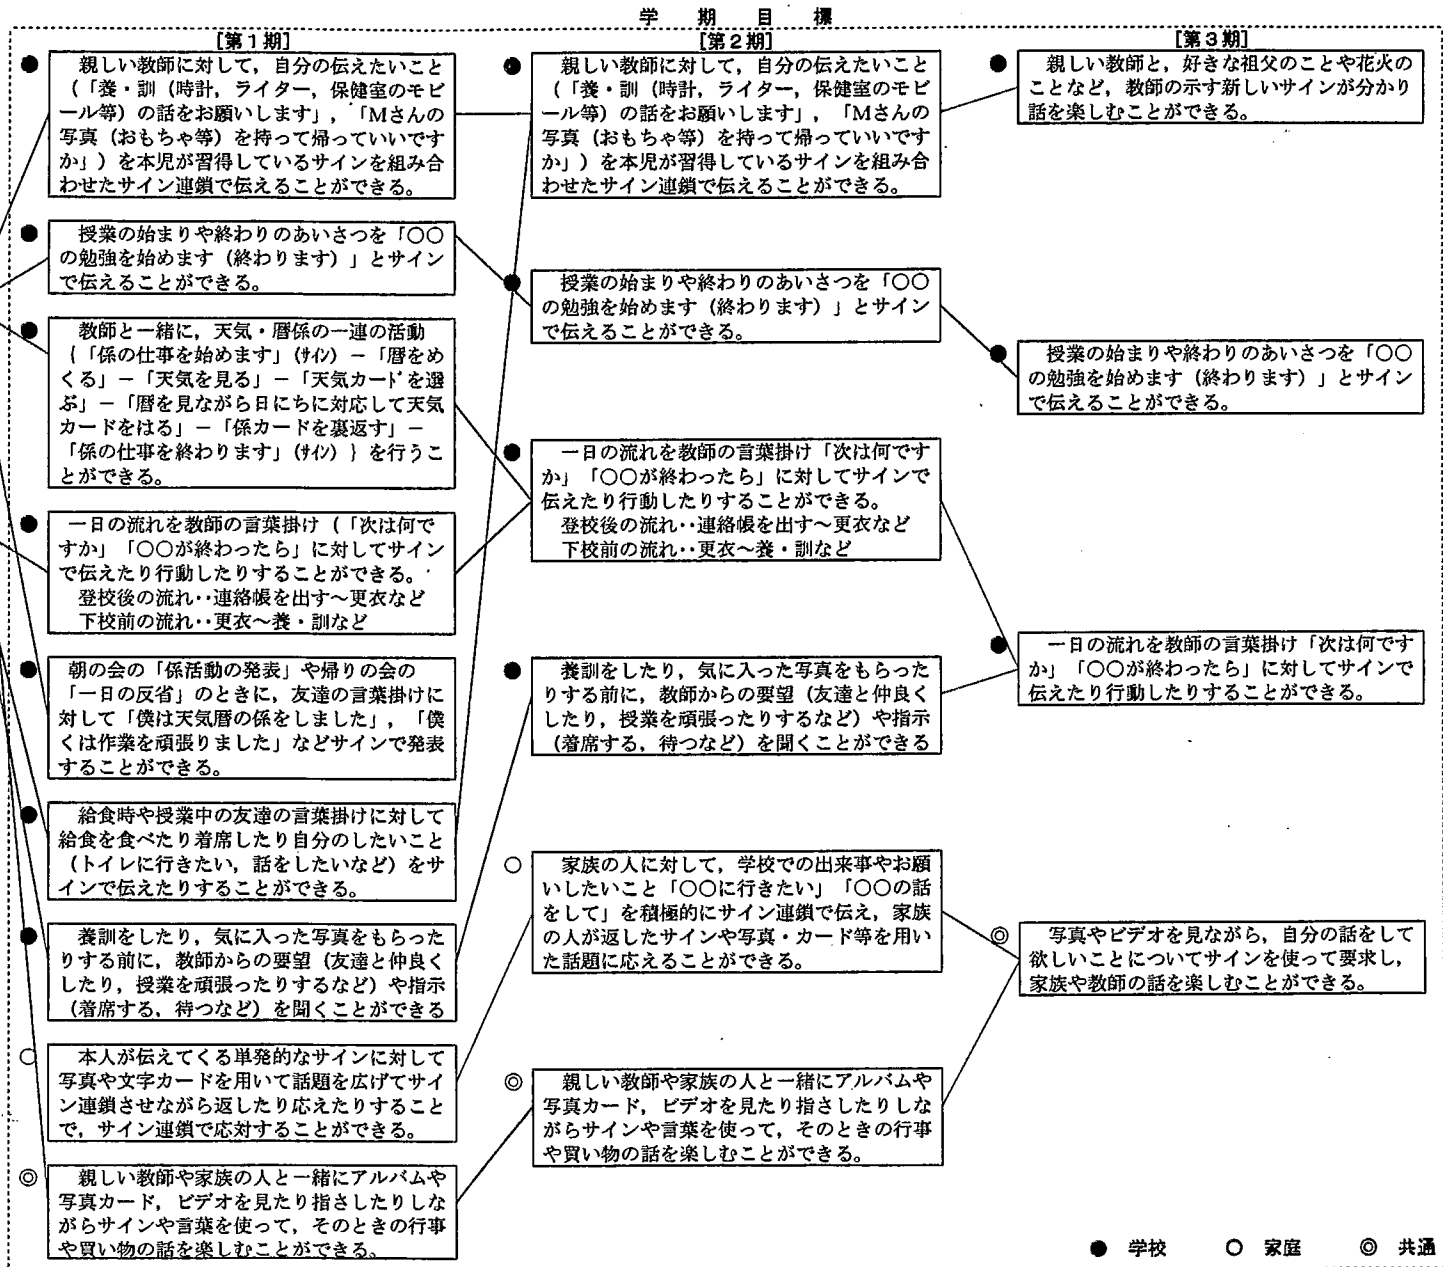 学期目標
[第1期]
親しい教師に対して,自分の伝えたいこと
(「養・訓(時計,ライター,保健室のモビ
ール等)の話をお願いします」,「Mさんの
写真(おもちゃ等)を持って帰っていいです
か」)を本児が習得しているサインを組み合
わせたサイン連鎖で伝えることができる。
授業の始まりや終わりのあいさつを「〇〇
の勉強を始めます(終わります)」とサイン
で伝えることができる。
教師と一緒に,天気・暦係の一連の活動
{「係の仕事を始めます」(サイン)-「暦をめ
くる」-「天気を見る」-「天気カードを選
ぶ」-「暦を見ながら日にちに対応して天気
カードをはる」-「係カードを裏返す」-
「係の仕事を終わります」(サイン)}を行うこ
とができる。
一日の流れを教師の言葉掛け(「次は何で
すか」「〇〇が終わったら」に対してサイン
で伝えたり行動したりすることができる。
登校後の流れ‥連絡帳を出す~更衣など
下校前の流れ‥更衣~養・訓など
朝の会の「係活動の発表」や帰りの会の
「一日の反省」のときに,友達の言葉掛けに
対して「僕は天気暦の係をしました」,「僕
くは作業を頑張りました」などサインで発表
することができる。
給食時や授業中の友達の言葉掛けに対して
給食を食べたり着席したり自分のしたいこと
(トイレに行きたい,話をしたいなど)をサ
インで伝えたりすることができる。
養訓をしたり,気に入った写真をもらった
りする前に,教師からの要望(友達と仲良く
したり,授業を頑張ったりするなど)や指示
(着席する,待つなど)を聞くことができる
本人が伝えてくる単発的なサインに対して
写真や文字カードを用いて話題を広げてサイ
ン連鎖させながら返したり応えたりすること
で,サイン連鎖で応対することができる。
親しい教師や家族の人と一緒にアルバムや
写真カード,ビデオを見たり指さしたりしな
がらサインや言葉を使って,そのときの行事
や買い物の話を楽しむことができる。
[第2期]
親しい教師に対して,自分の伝えたいこと
(「養・訓(時計,ライター,保健室のモビ
ール等)の話をお願いします」,「Mさんの
写真(おもちゃ等)を持って帰っていいです
か」)を本児が習得しているサインを組み合
わせたサイン連鎖で伝えることができる。
授業の始まりや終わりのあいさつを「〇〇
の勉強を始めます(終わります)」とサイン
で伝えることができる。
一日の流れを教師の言葉掛け「次は何です
か」「〇〇が終わったら」に対してサインで
伝えたり行動したりすることができる。
登校後の流れ‥連絡帳を出す~更衣など
下校前の流れ‥更衣~養・訓など
養訓をしたり,気に入った写真をもらった
りする前に,教師からの要望(友達と仲良く
したり,授業を頑張ったりするなど)や指示
(着席する,待つなど)を聞くことができる
家族の人に対して,学校での出来事やお願
いしたいこと「〇〇に行きたい」「〇〇の話
をして」を積極的にサイン連鎖で伝え,家族
の人が返したサインや写真・カード等を用い
た話題に応えることができる。
親しい教師や家族の人と一緒にアルバムや
写真カード,ビデオを見たり指さしたりしな
がらサインや言葉を使って,そのときの行事
や買い物の話を楽しむことができる。
[第3期]
親しい教師と,好きな祖父のことや花火の
ことなど,教師の示す新しいサインが分かり
話を楽しむことができる。
授業の始まりや終わりのあいさつを「〇〇
の勉強を始めます(終わります)」とサイン
で伝えることができる。
一日の流れを教師の言葉掛け「次は何です
か」「〇〇が終わったら」に対してサインで
伝えたり行動したりすることができる。
写真やビデオを見ながら,自分の話をして
欲しいことについてサインを使って要求し,
家族や教師の話を楽しむことができる。
● 学校 ○ 家庭 ◎ 共通